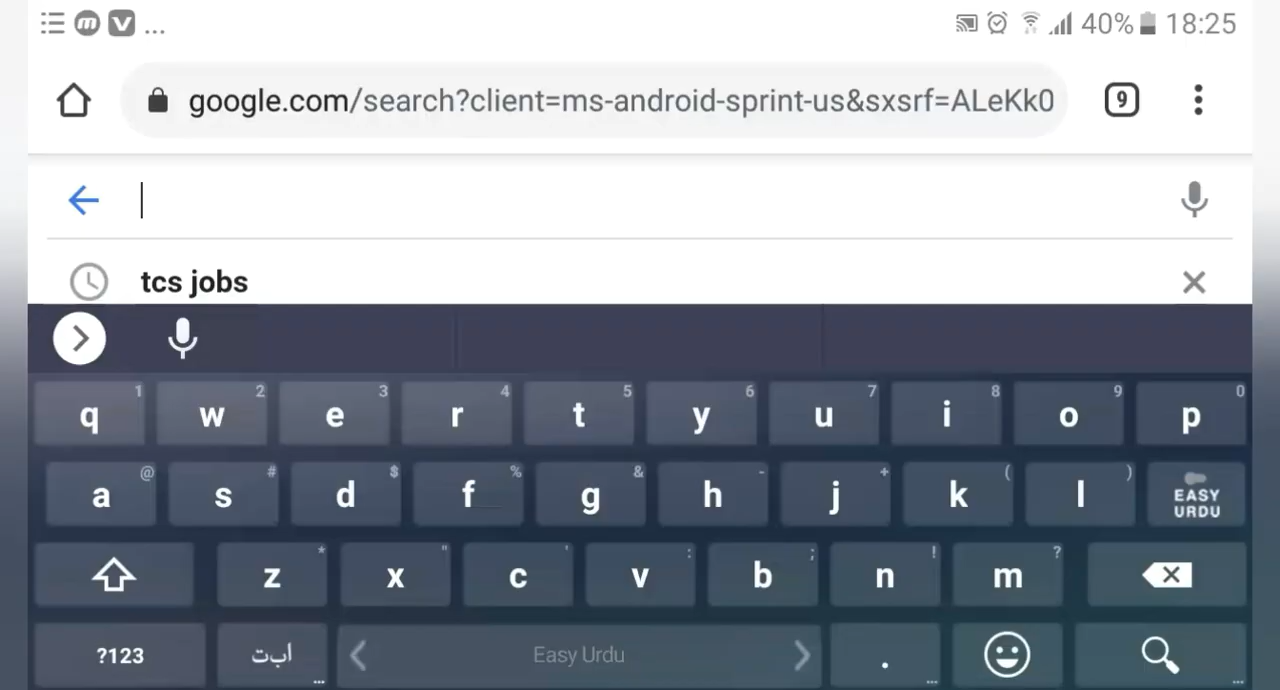 ... 40% 18:25
google.com/search?client=ms-android-sprint-us&sxsrf=ALeKk0 9
tcs jobs
q 1 w 2 e 3 r 4 t 5 y 6 u 7 i 8 o 9 p 0
a @ s # d $ f % g & h - j + k ( l ) EASY URDU
z * x " c ' v : b ; n ! m ?
?123 اب‌ت ... Easy Urdu . ... ...